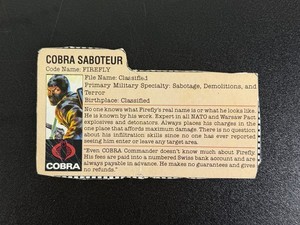 COBRA SABOTEUR
Code Name: FIREFLY
File Name: Classified
Primary Military Specialty: Sabotage, Demolitions, and
Terror
Birthplace: Classified
No one knows what Firefly's real name is or what he looks like.
He is known by his work. Expert in all NATO and Warsaw Pact
explosives and detonators. Always places his charges in the
one place that affords maximum damage. There is no question
about his infiltration skills since no one has ever reported
seeing him enter or leave any target area.
"Even COBRA Commander doesn't know much about Firefly.
His fees are paid into a numbered Swiss bank account and are
always payable in advance. He makes no guarantees and gives
no refunds."
COBRA